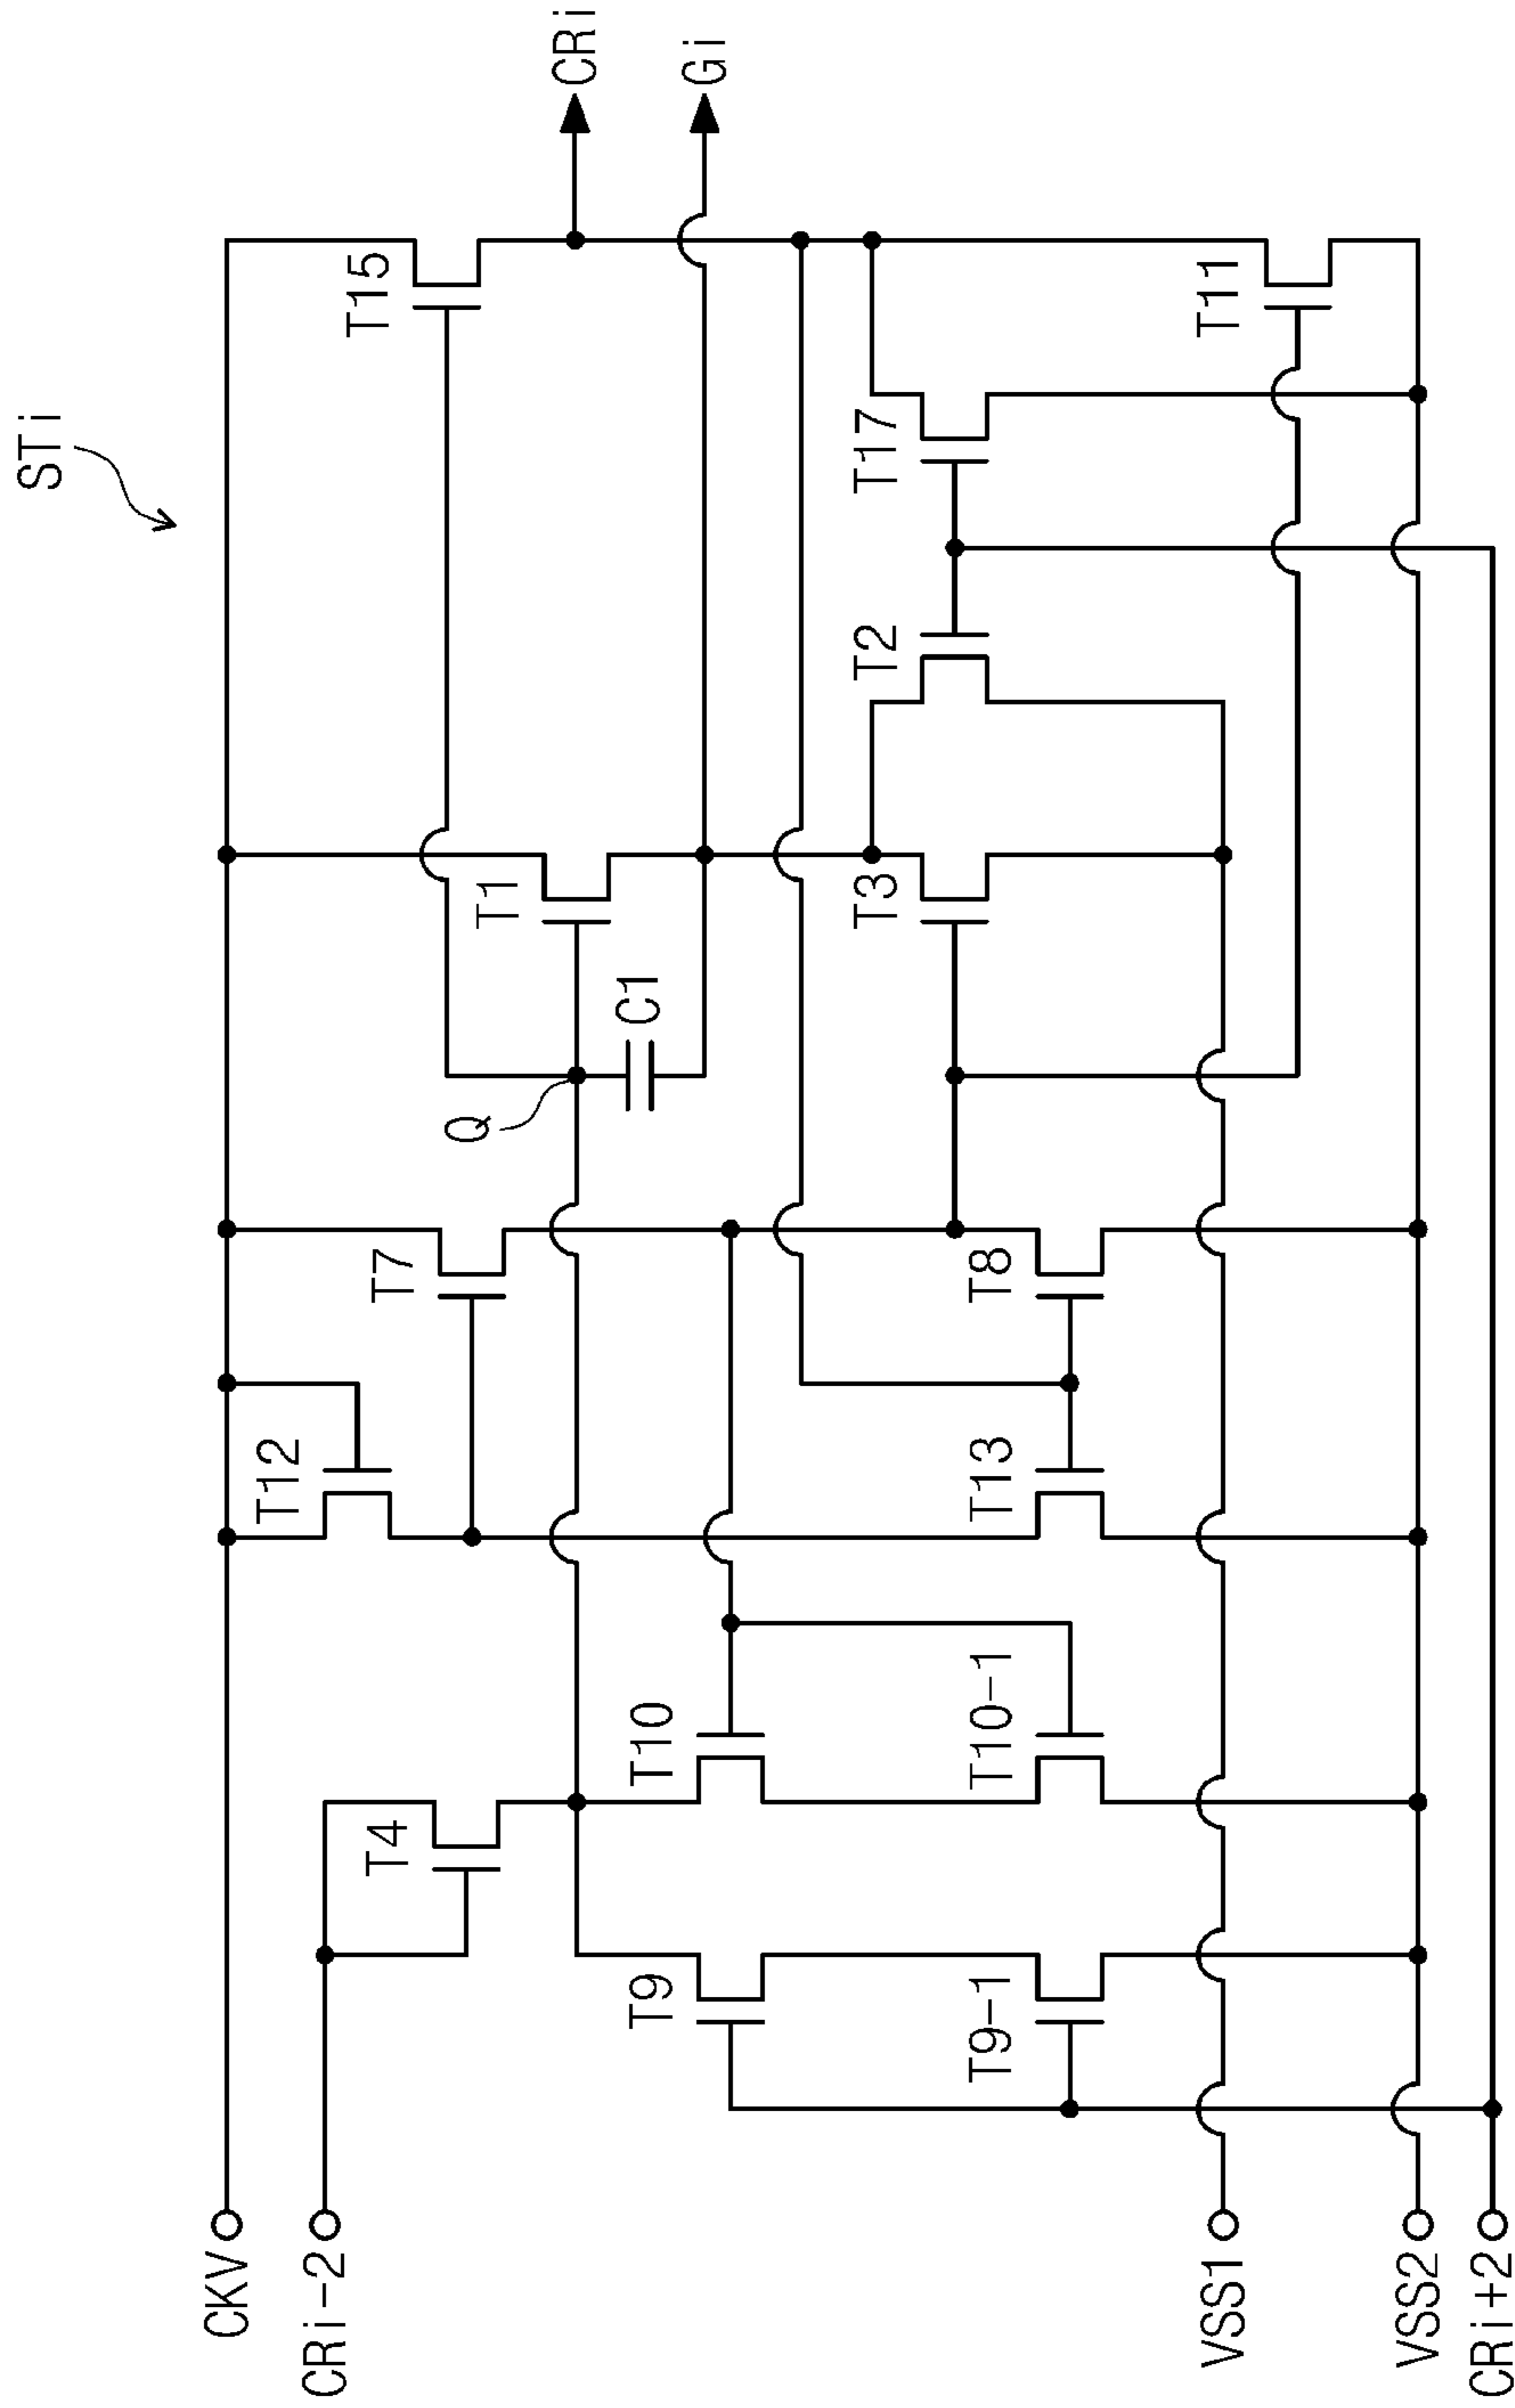 STi
CKV
CRi-2
VSS1
VSS2
CRi+2
T12
T4
T7
T15
T1
Q
C1
T9
T10
T9-1
T10-1
T13
T8
T3
T2
T17
T11
CRi
Gi